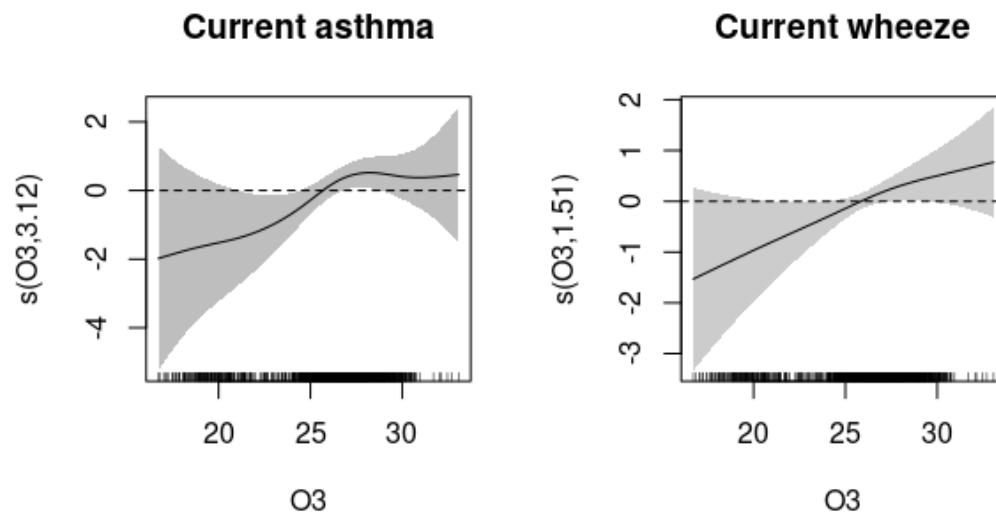 Current asthma
Current wheeze
s(O3,3.12)
2
0
-2
-4
20 25 30
O3
s(O3,1.51)
2
1
0
-1
-2
-3
20 25 30
O3